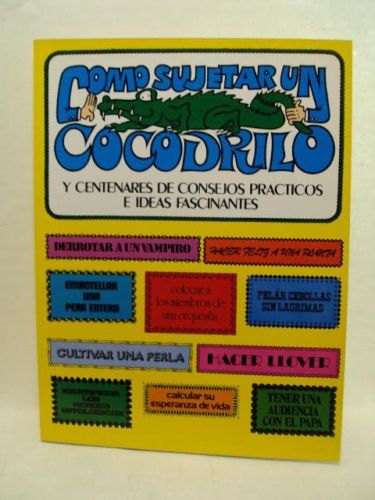 COMO SUJETAR UN
COCODRILO
Y CENTENARES DE CONSEJOS PRACTICOS
E IDEAS FASCINANTES
DERROTAR A UN VAMPIRO
HACER FELIZ A UNA PLANTA
EMBOTELLAR
UNA
PERA ENTERA
colocar a
los miembros de
una orquesta
PELAR CEBOLLAS
SIN LAGRIMAS
CULTIVAR UNA PERLA
HACER LLOVER
IDENTIFICAR
LOS
HEROES
MITOLOGICOS
calcular su
esperanza de vida
TENER UNA
AUDIENCIA
CON EL PAPA